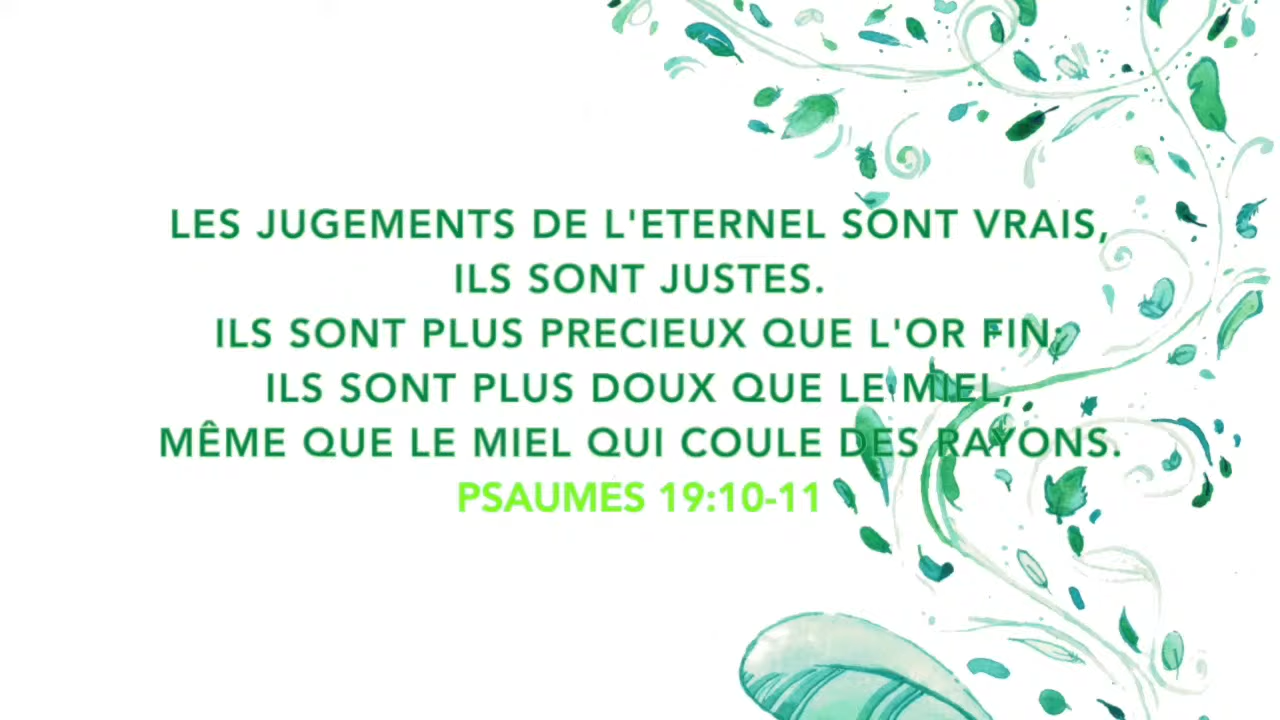 LES JUGEMENTS DE L'ETERNEL SONT VRAIS,
ILS SONT JUSTES.
ILS SONT PLUS PRECIEUX QUE L'OR FIN;
ILS SONT PLUS DOUX QUE LE MIEL,
MÊME QUE LE MIEL QUI COULE DES RAYONS.
PSAUMES 19:10-11